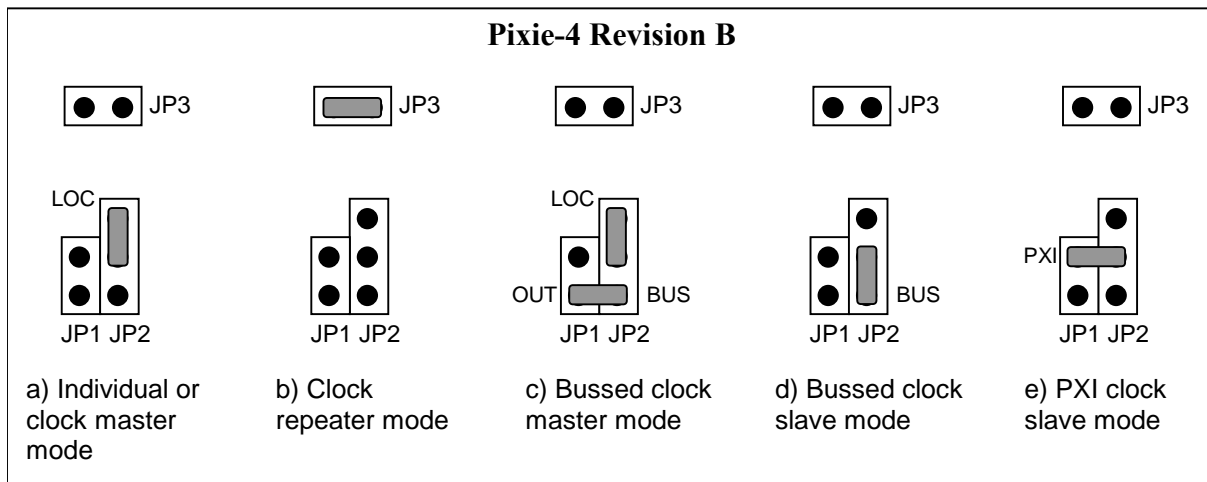 Pixie-4 Revision B
JP3
JP3
JP3
JP3
JP3
LOC
LOC
PXI
OUT
BUS
BUS
JP1 JP2
JP1 JP2
JP1 JP2
JP1 JP2
JP1 JP2
a) Individual or
clock master
mode
b) Clock
repeater mode
c) Bussed clock
master mode
d) Bussed clock
slave mode
e) PXI clock
slave mode